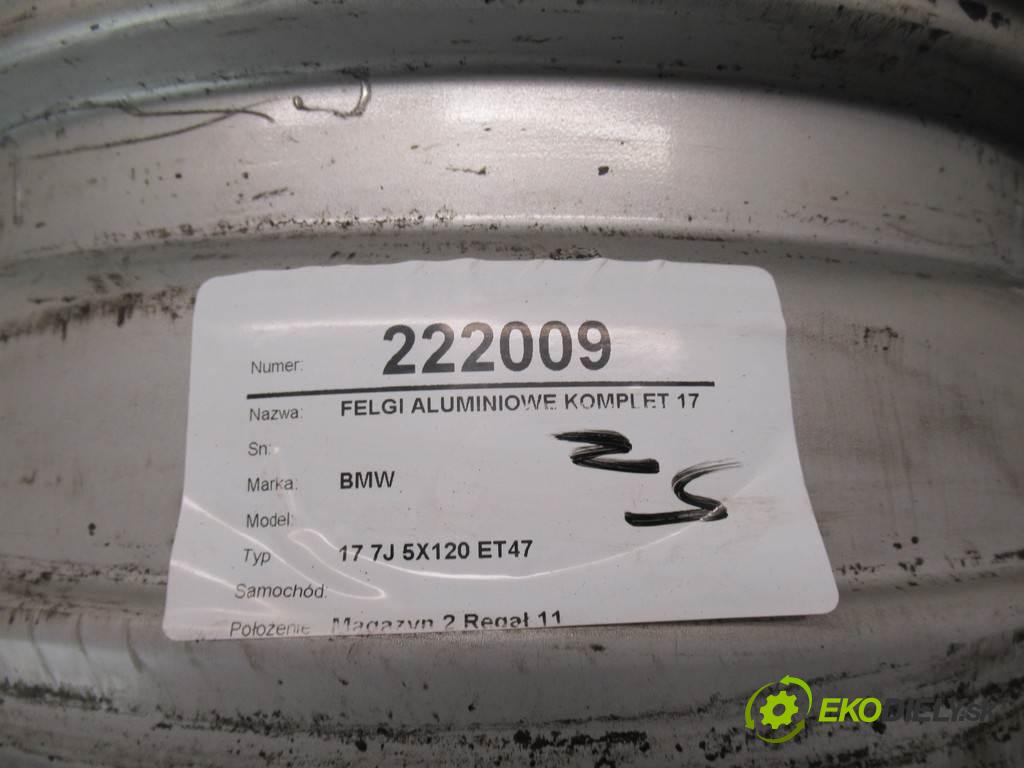 Numer: 222009
Nazwa: FELGI ALUMINIOWE KOMPLET 17
Sn:
Marka: BMW
Model:
Typ 17 7J 5X120 ET47
Samochód:
Położenie Magazyn 2 Regał 11
EKODIELY.SK